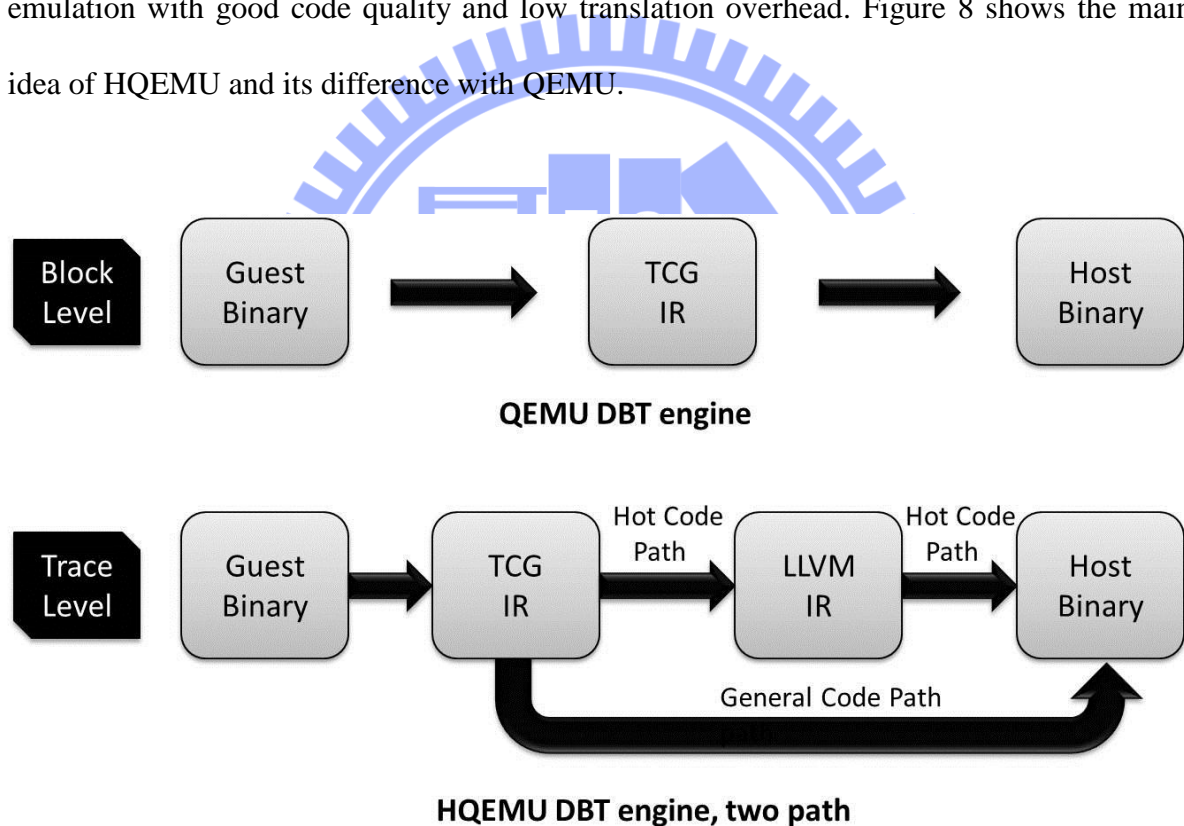 emulation with good code quality and low translation overhead. Figure 8 shows the main
idea of HQEMU and its difference with QEMU.
Block
Level
Guest
Binary
TCG
IR
Host
Binary
QEMU DBT engine
Trace
Level
Guest
Binary
TCG
IR
Hot Code
Path
LLVM
IR
Hot Code
Path
Host
Binary
General Code Path
path
HQEMU DBT engine, two path